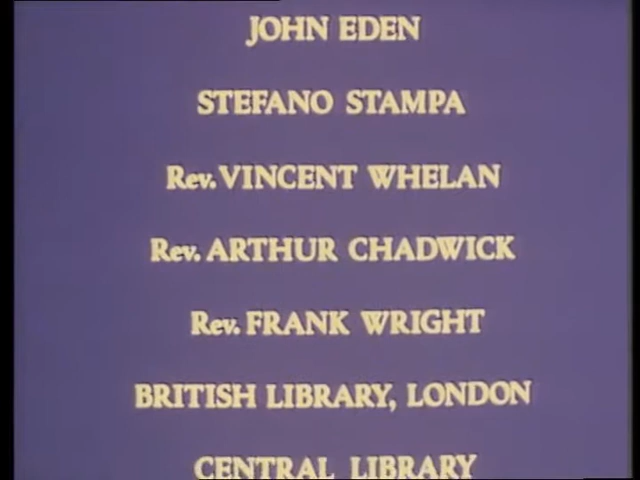 JOHN EDEN
STEFANO STAMPA
Rev. VINCENT WHELAN
Rev. ARTHUR CHADWICK
Rev. FRANK WRIGHT
BRITISH LIBRARY, LONDON
CENTRAL LIBRARY